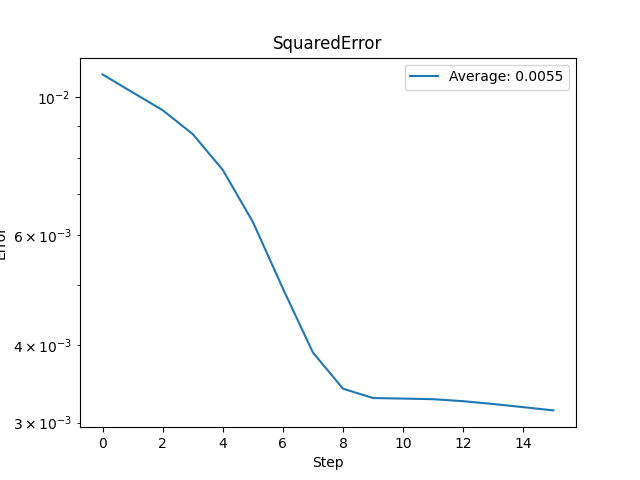 SquaredError
Average: 0.0055
10⁻²
6 × 10⁻³
4 × 10⁻³
3 × 10⁻³
Error
0 2 4 6 8 10 12 14
Step